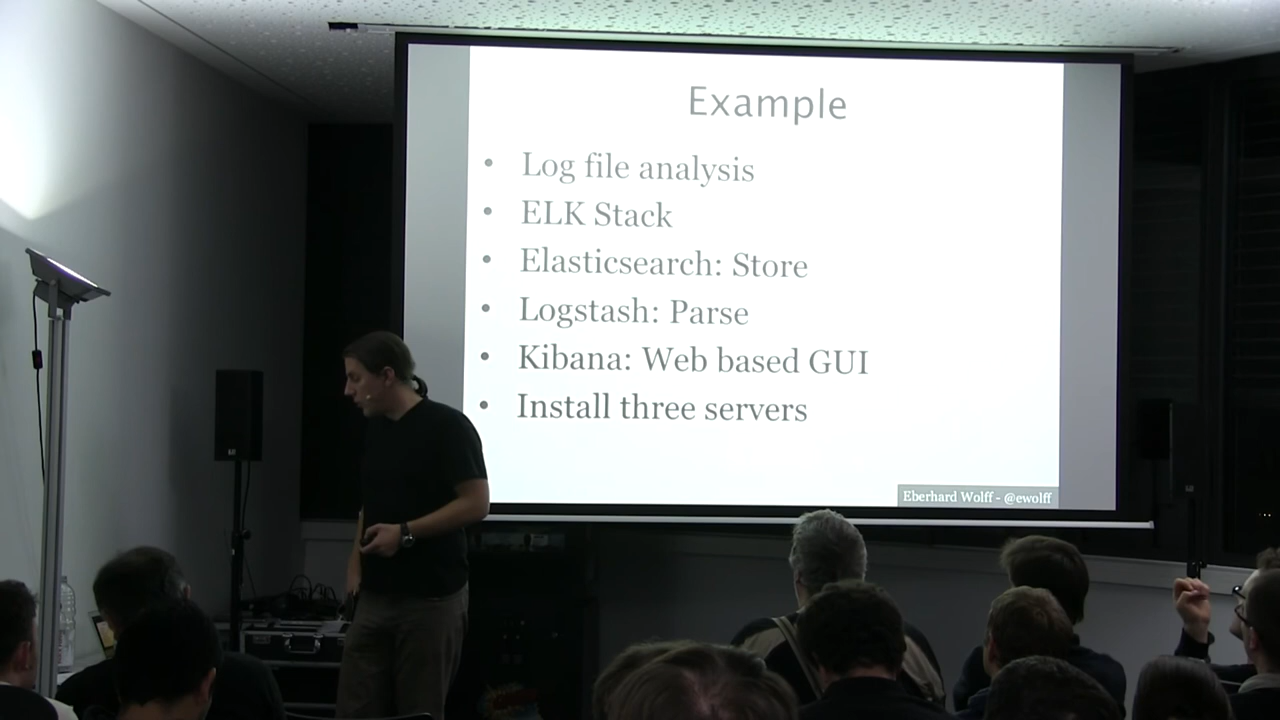 Example
• Log file analysis
• ELK Stack
• Elasticsearch: Store
• Logstash: Parse
• Kibana: Web based GUI
• Install three servers
Eberhard Wolff - @ewolff